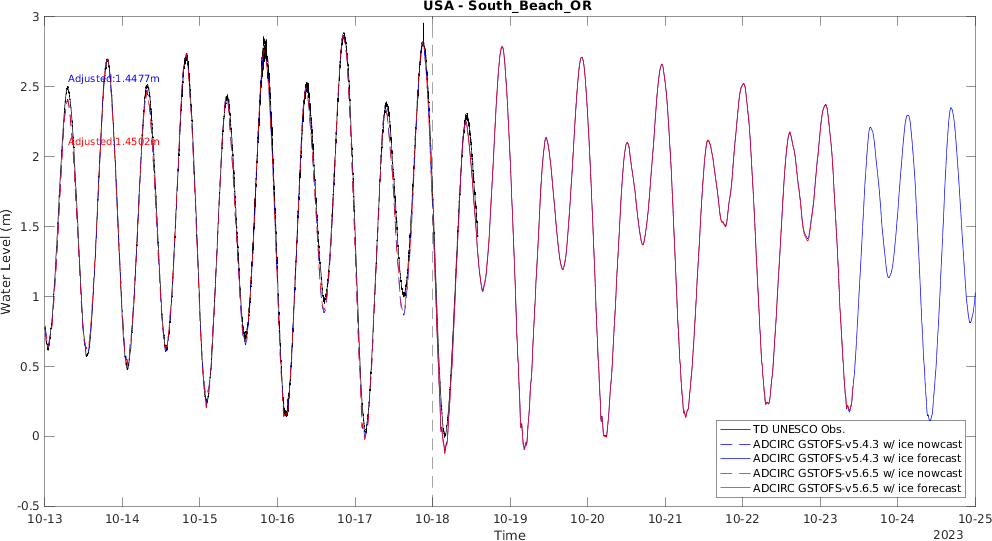 USA - South_Beach_OR
3
2.5
2
1.5
1
0.5
0
-0.5
Water Level (m)
Adjusted:1.4477m
Adjusted:1.4502m
TD UNESCO Obs.
ADCIRC GSTOFS-v5.4.3 w/ ice nowcast
ADCIRC GSTOFS-v5.4.3 w/ ice forecast
ADCIRC GSTOFS-v5.6.5 w/ ice nowcast
ADCIRC GSTOFS-v5.6.5 w/ ice forecast
10-13 10-14 10-15 10-16 10-17 10-18 10-19 10-20 10-21 10-22 10-23 10-24 10-25
Time
2023